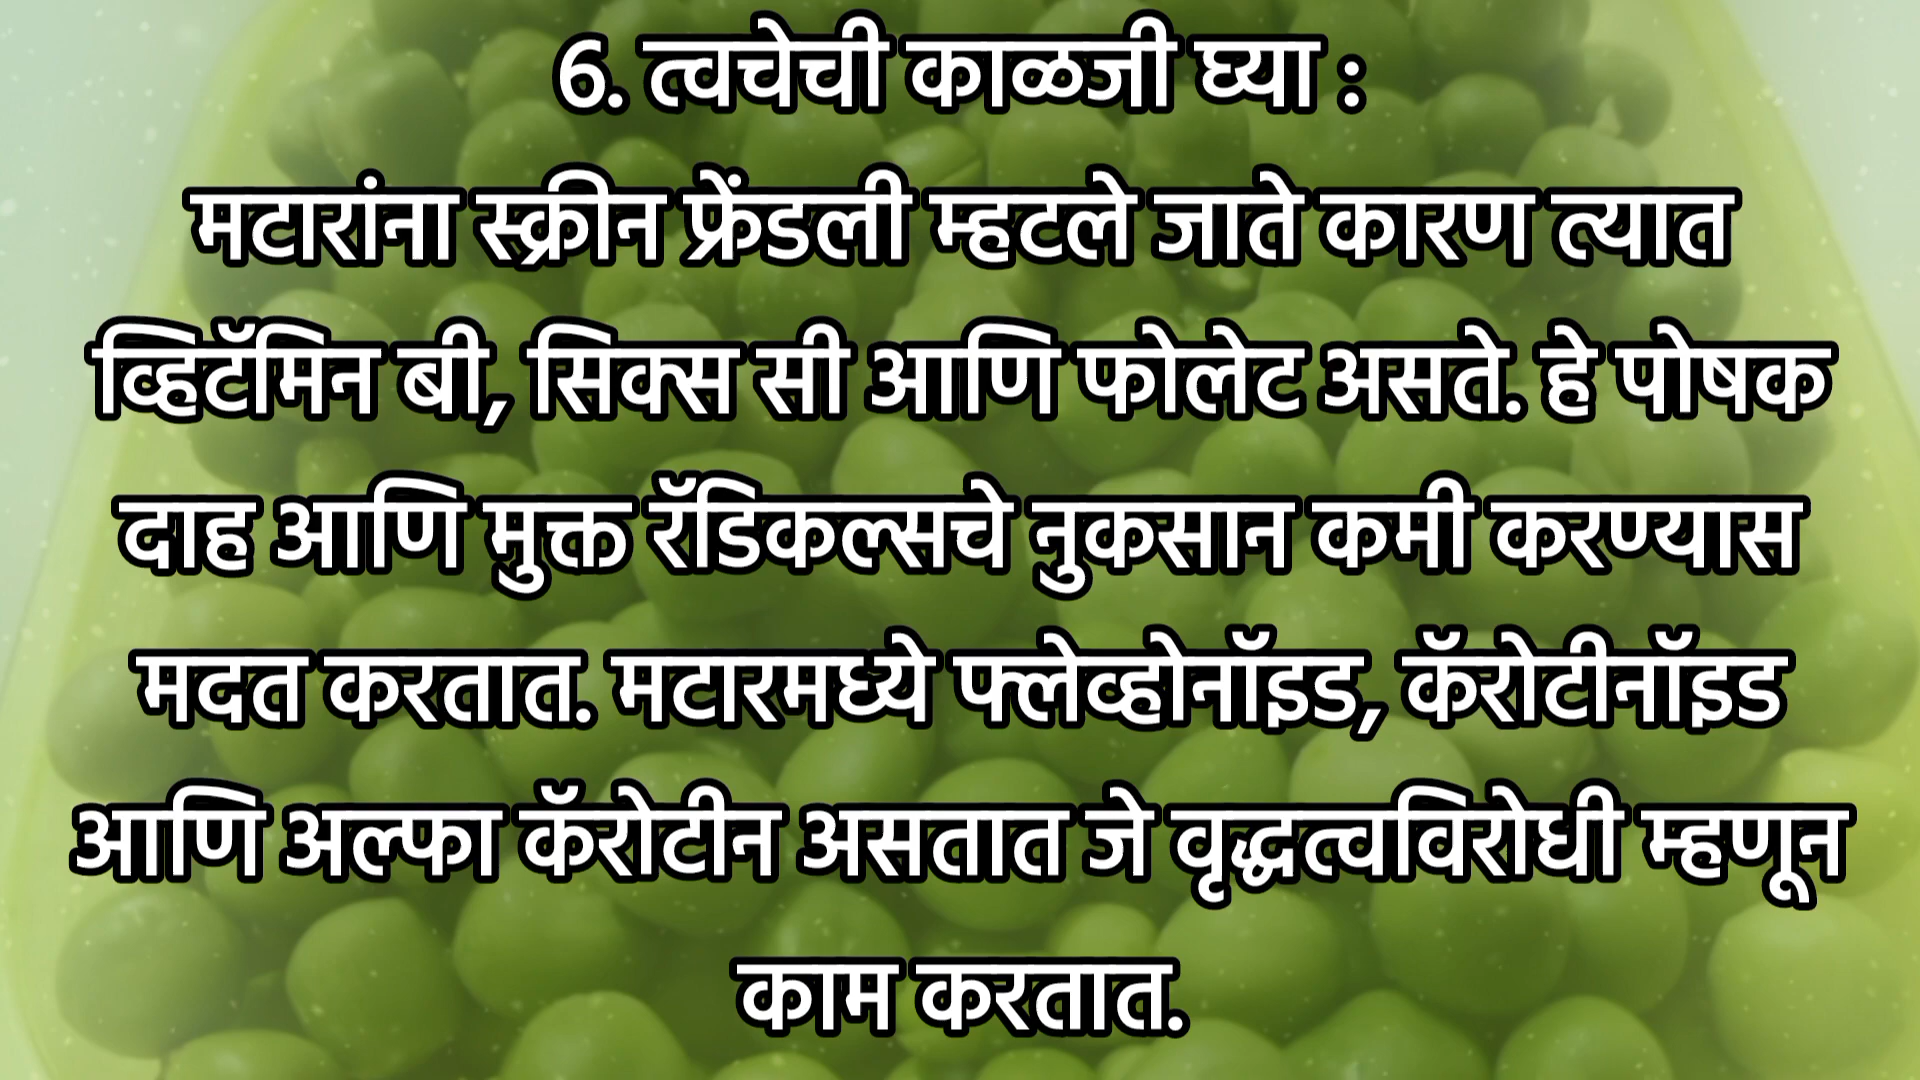 6. त्वचेची काळजी घ्या :
मटारांना स्क्रीन फ्रेंडली म्हटले जाते कारण त्यात
व्हिटॅमिन बी, सिक्स सी आणि फोलेट असते. हे पोषक
दाह आणि मुक्त रॅडिकल्सचे नुकसान कमी करण्यास
मदत करतात. मटारमध्ये फ्लेव्होनॉइड, कॅरोटीनॉइड
आणि अल्फा कॅरोटीन असतात जे वृद्धत्वविरोधी म्हणून
काम करतात.